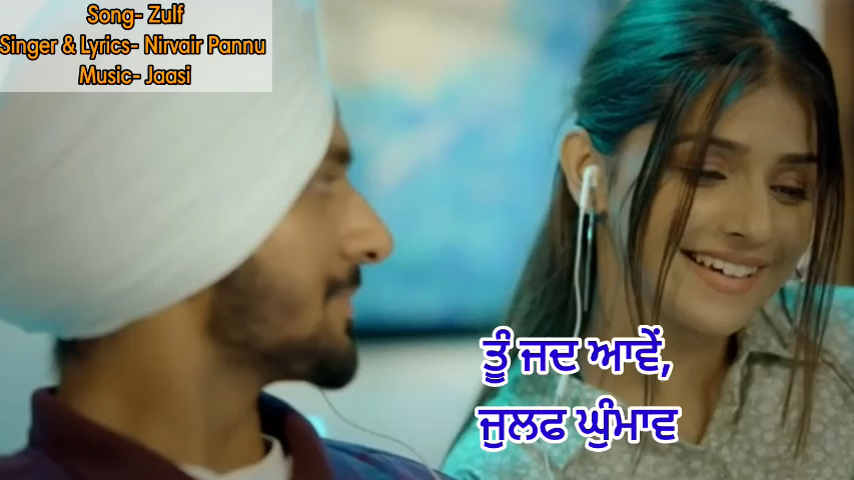 Song- Zulf
Singer & Lyrics- Nirvair Pannu
Music- Jaasi
ਤੂੰ ਜਦ ਆਵੇਂ,
ਜੁਲਫ ਘੁੰਮਾਵ